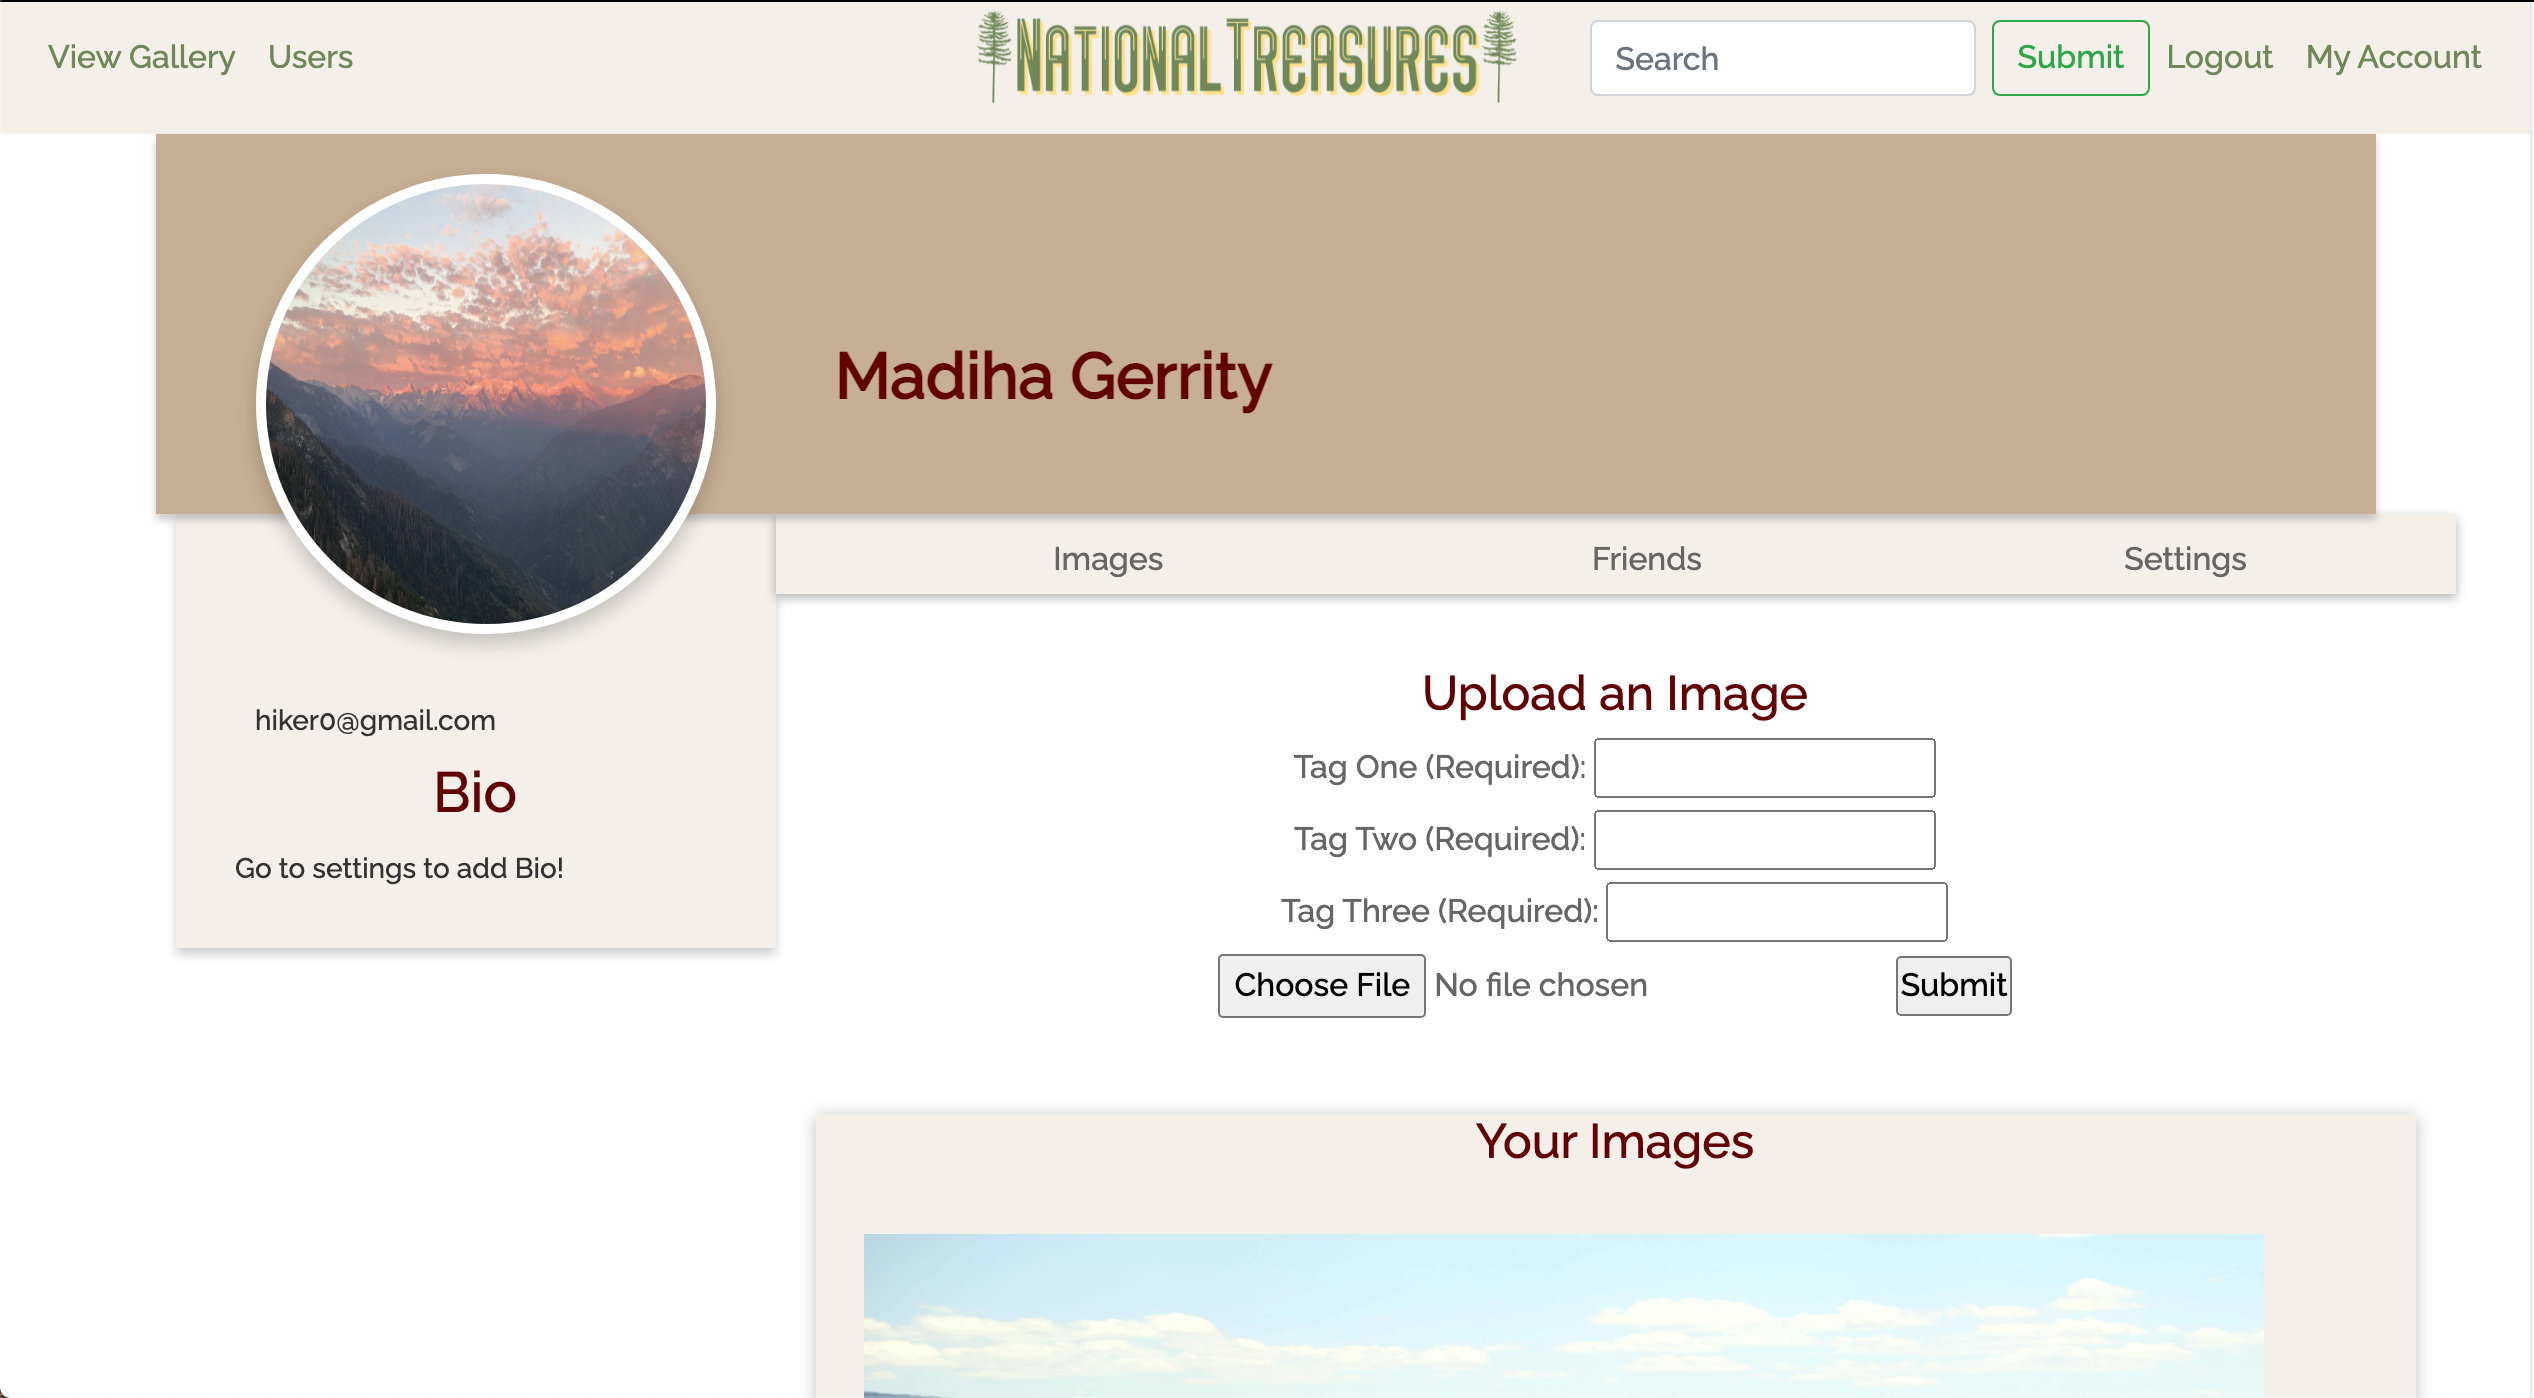 View Gallery Users NATIONAL TREASURES Search Submit Logout My Account
Madiha Gerrity
Images Friends Settings
hiker0@gmail.com
Bio
Go to settings to add Bio!
Upload an Image
Tag One (Required):
Tag Two (Required):
Tag Three (Required):
Choose File No file chosen Submit
Your Images